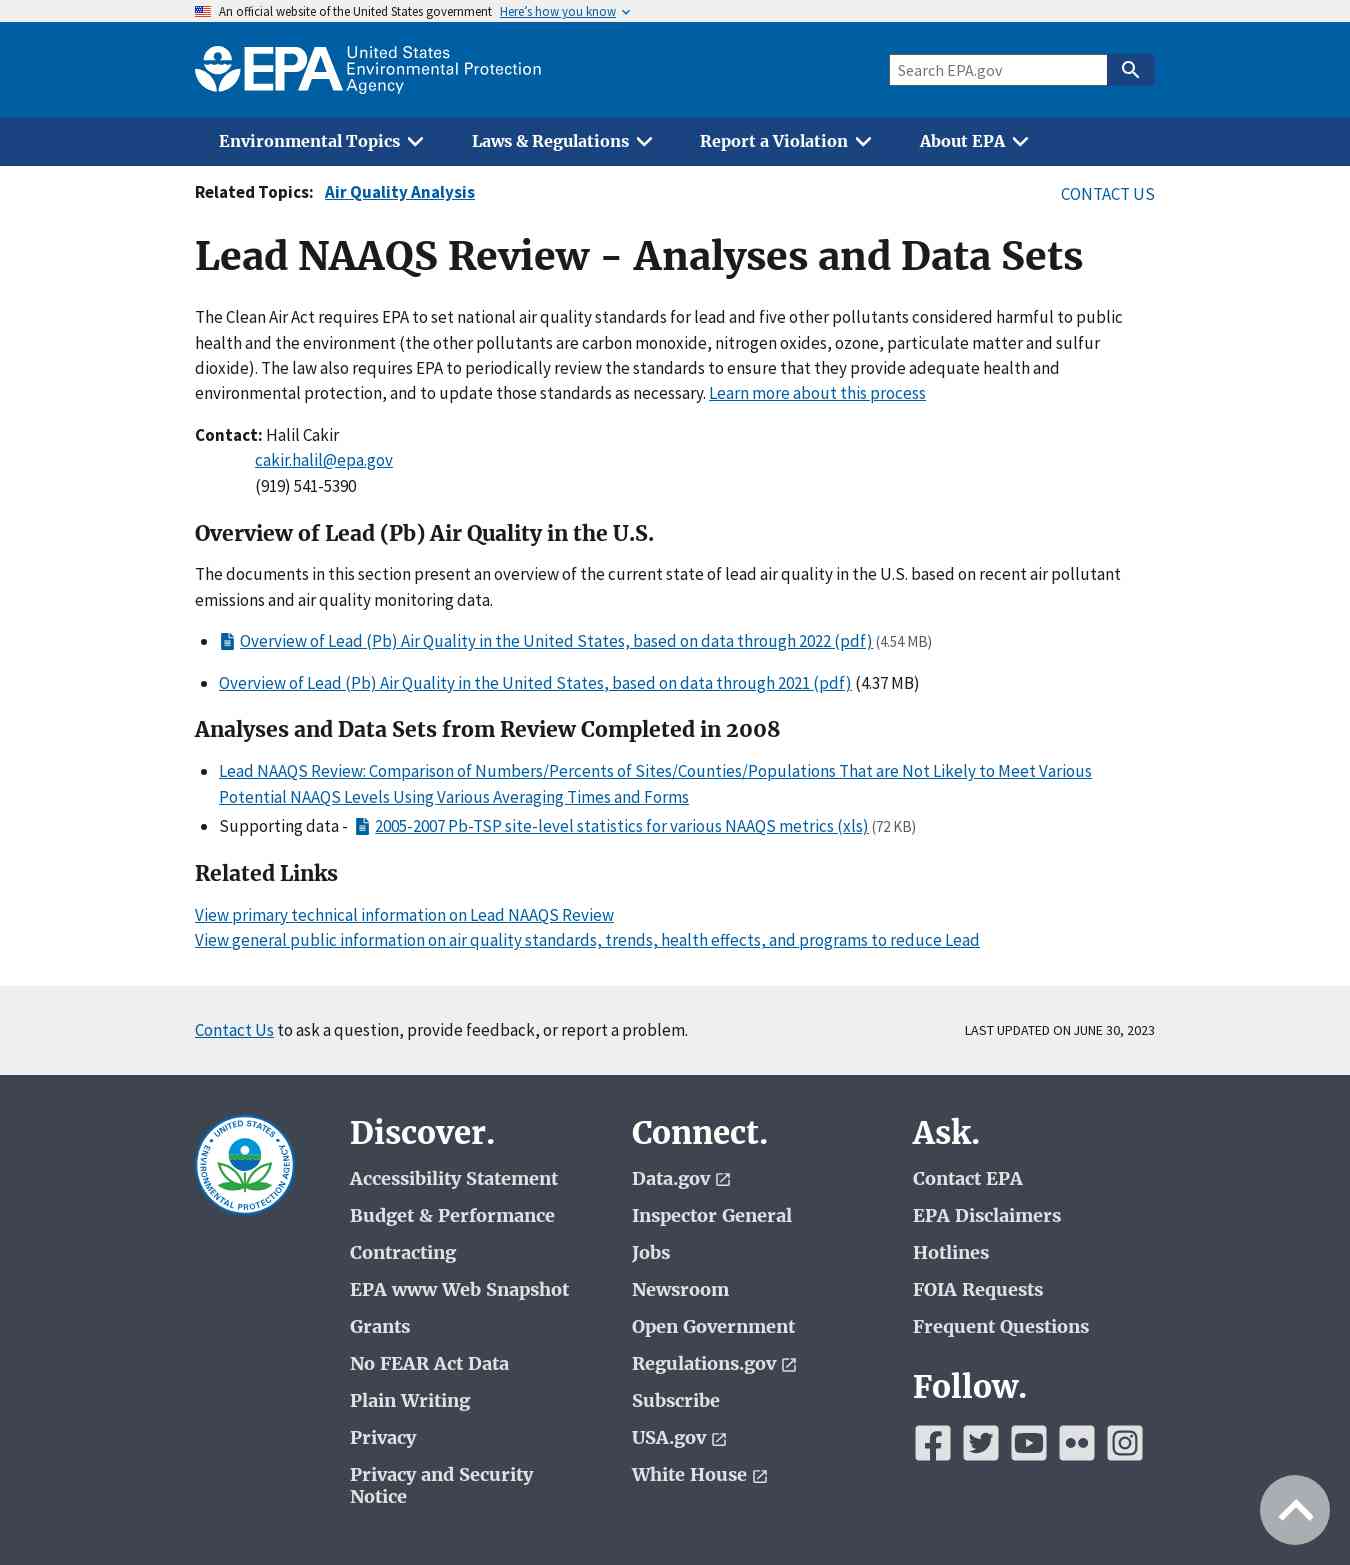 An official website of the United States government Here's how you know
EPA United States
Environmental Protection
Agency
Search EPA.gov
Environmental Topics Laws & Regulations Report a Violation About EPA
Related Topics: Air Quality Analysis
CONTACT US
Lead NAAQS Review - Analyses and Data Sets
The Clean Air Act requires EPA to set national air quality standards for lead and five other pollutants considered harmful to public
health and the environment (the other pollutants are carbon monoxide, nitrogen oxides, ozone, particulate matter and sulfur
dioxide). The law also requires EPA to periodically review the standards to ensure that they provide adequate health and
environmental protection, and to update those standards as necessary. Learn more about this process
Contact: Halil Cakir
cakir.halil@epa.gov
(919) 541-5390
Overview of Lead (Pb) Air Quality in the U.S.
The documents in this section present an overview of the current state of lead air quality in the U.S. based on recent air pollutant
emissions and air quality monitoring data.
Overview of Lead (Pb) Air Quality in the United States, based on data through 2022 (pdf) (4.54 MB)
Overview of Lead (Pb) Air Quality in the United States, based on data through 2021 (pdf) (4.37 MB)
Analyses and Data Sets from Review Completed in 2008
Lead NAAQS Review: Comparison of Numbers/Percents of Sites/Counties/Populations That are Not Likely to Meet Various
Potential NAAQS Levels Using Various Averaging Times and Forms
Supporting data - 2005-2007 Pb-TSP site-level statistics for various NAAQS metrics (xls) (72 KB)
Related Links
View primary technical information on Lead NAAQS Review
View general public information on air quality standards, trends, health effects, and programs to reduce Lead
Contact Us to ask a question, provide feedback, or report a problem.
LAST UPDATED ON JUNE 30, 2023
UNITED STATES
ENVIRONMENTAL PROTECTION AGENCY
Discover.
Accessibility Statement
Budget & Performance
Contracting
EPA www Web Snapshot
Grants
No FEAR Act Data
Plain Writing
Privacy
Privacy and Security
Notice
Connect.
Data.gov
Inspector General
Jobs
Newsroom
Open Government
Regulations.gov
Subscribe
USA.gov
White House
Ask.
Contact EPA
EPA Disclaimers
Hotlines
FOIA Requests
Frequent Questions
Follow.